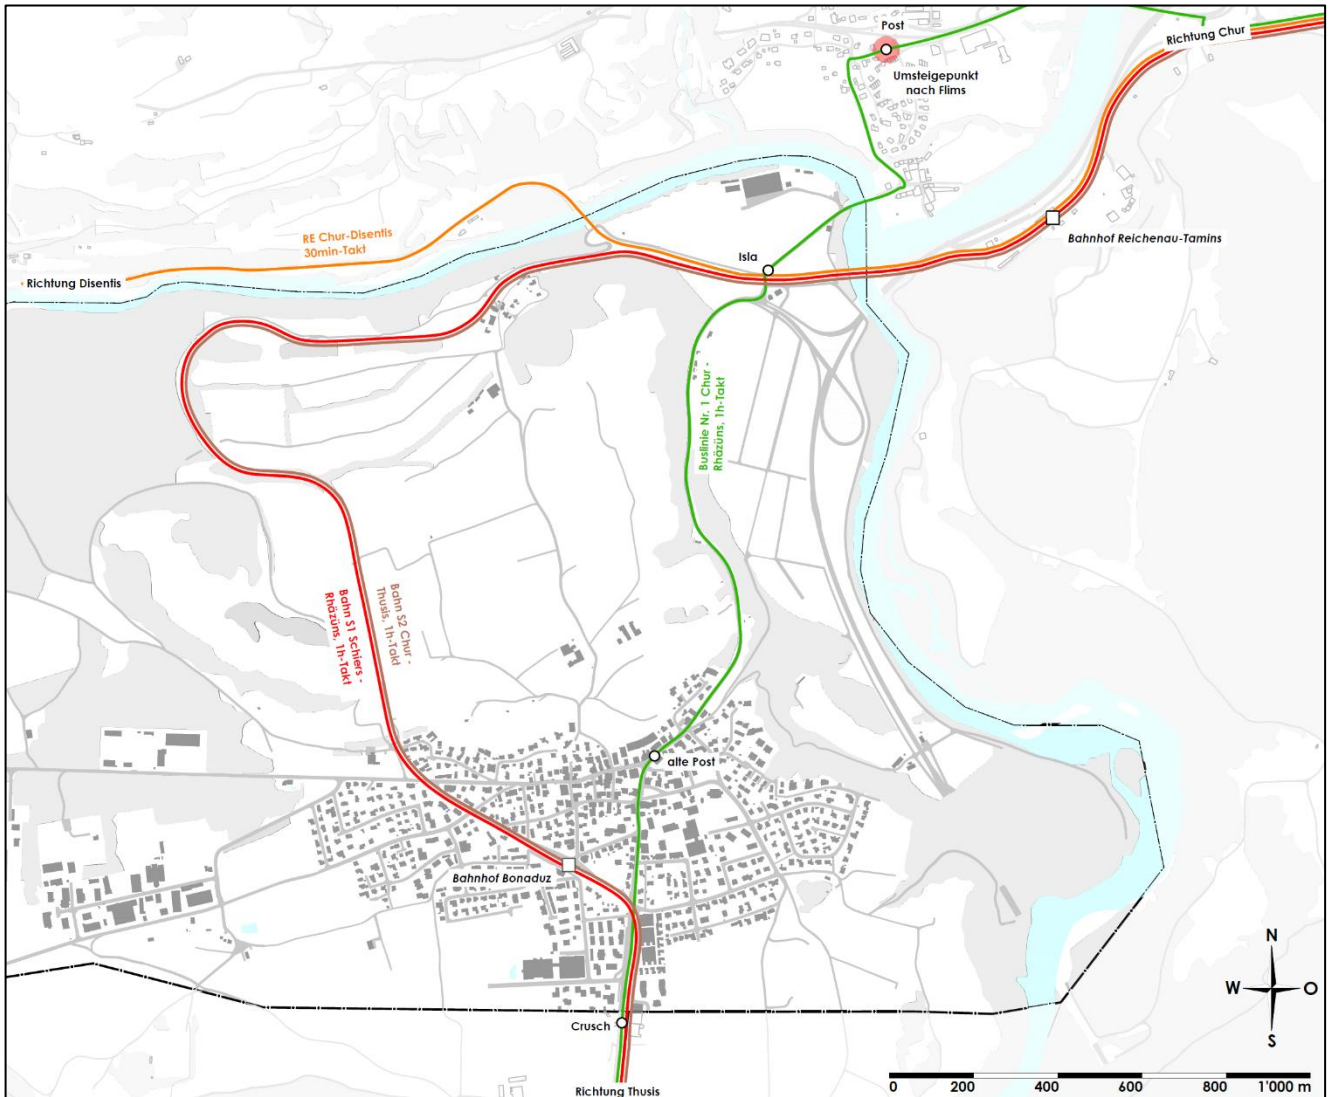 Post
Richtung Chur
Umsteigepunkt
nach Flims
RE Chur-Disentis
30min-Takt
Bahnhof Reichenau-Tamins
Isla
Richtung Disentis
Buslinie Nr. 1 Chur -
Rhäzüns, 1h-Takt
Bahn S2 Chur -
Thusis, 1h-Takt
Bahn S1 Schiers -
Rhäzüns, 1h-Takt
alte Post
Bahnhof Bonaduz
N
W O
S
Crusch
Richtung Thusis
0 200 400 600 800 1'000 m